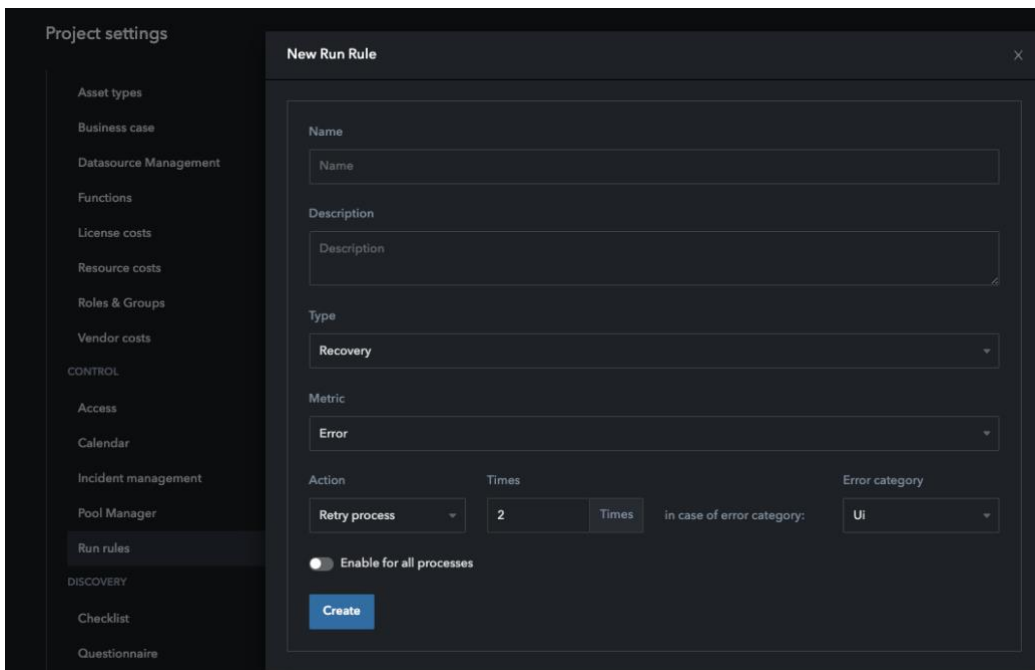 Project settings
Asset types
Business case
Datasource Management
Functions
License costs
Resource costs
Roles & Groups
Vendor costs
CONTROL
Access
Calendar
Incident management
Pool Manager
Run rules
DISCOVERY
Checklist
Questionnaire
New Run Rule
Name
Name
Description
Description
Type
Recovery
Metric
Error
Action Times Error category
Retry process 2 Times in case of error category: Ui
Enable for all processes
Create